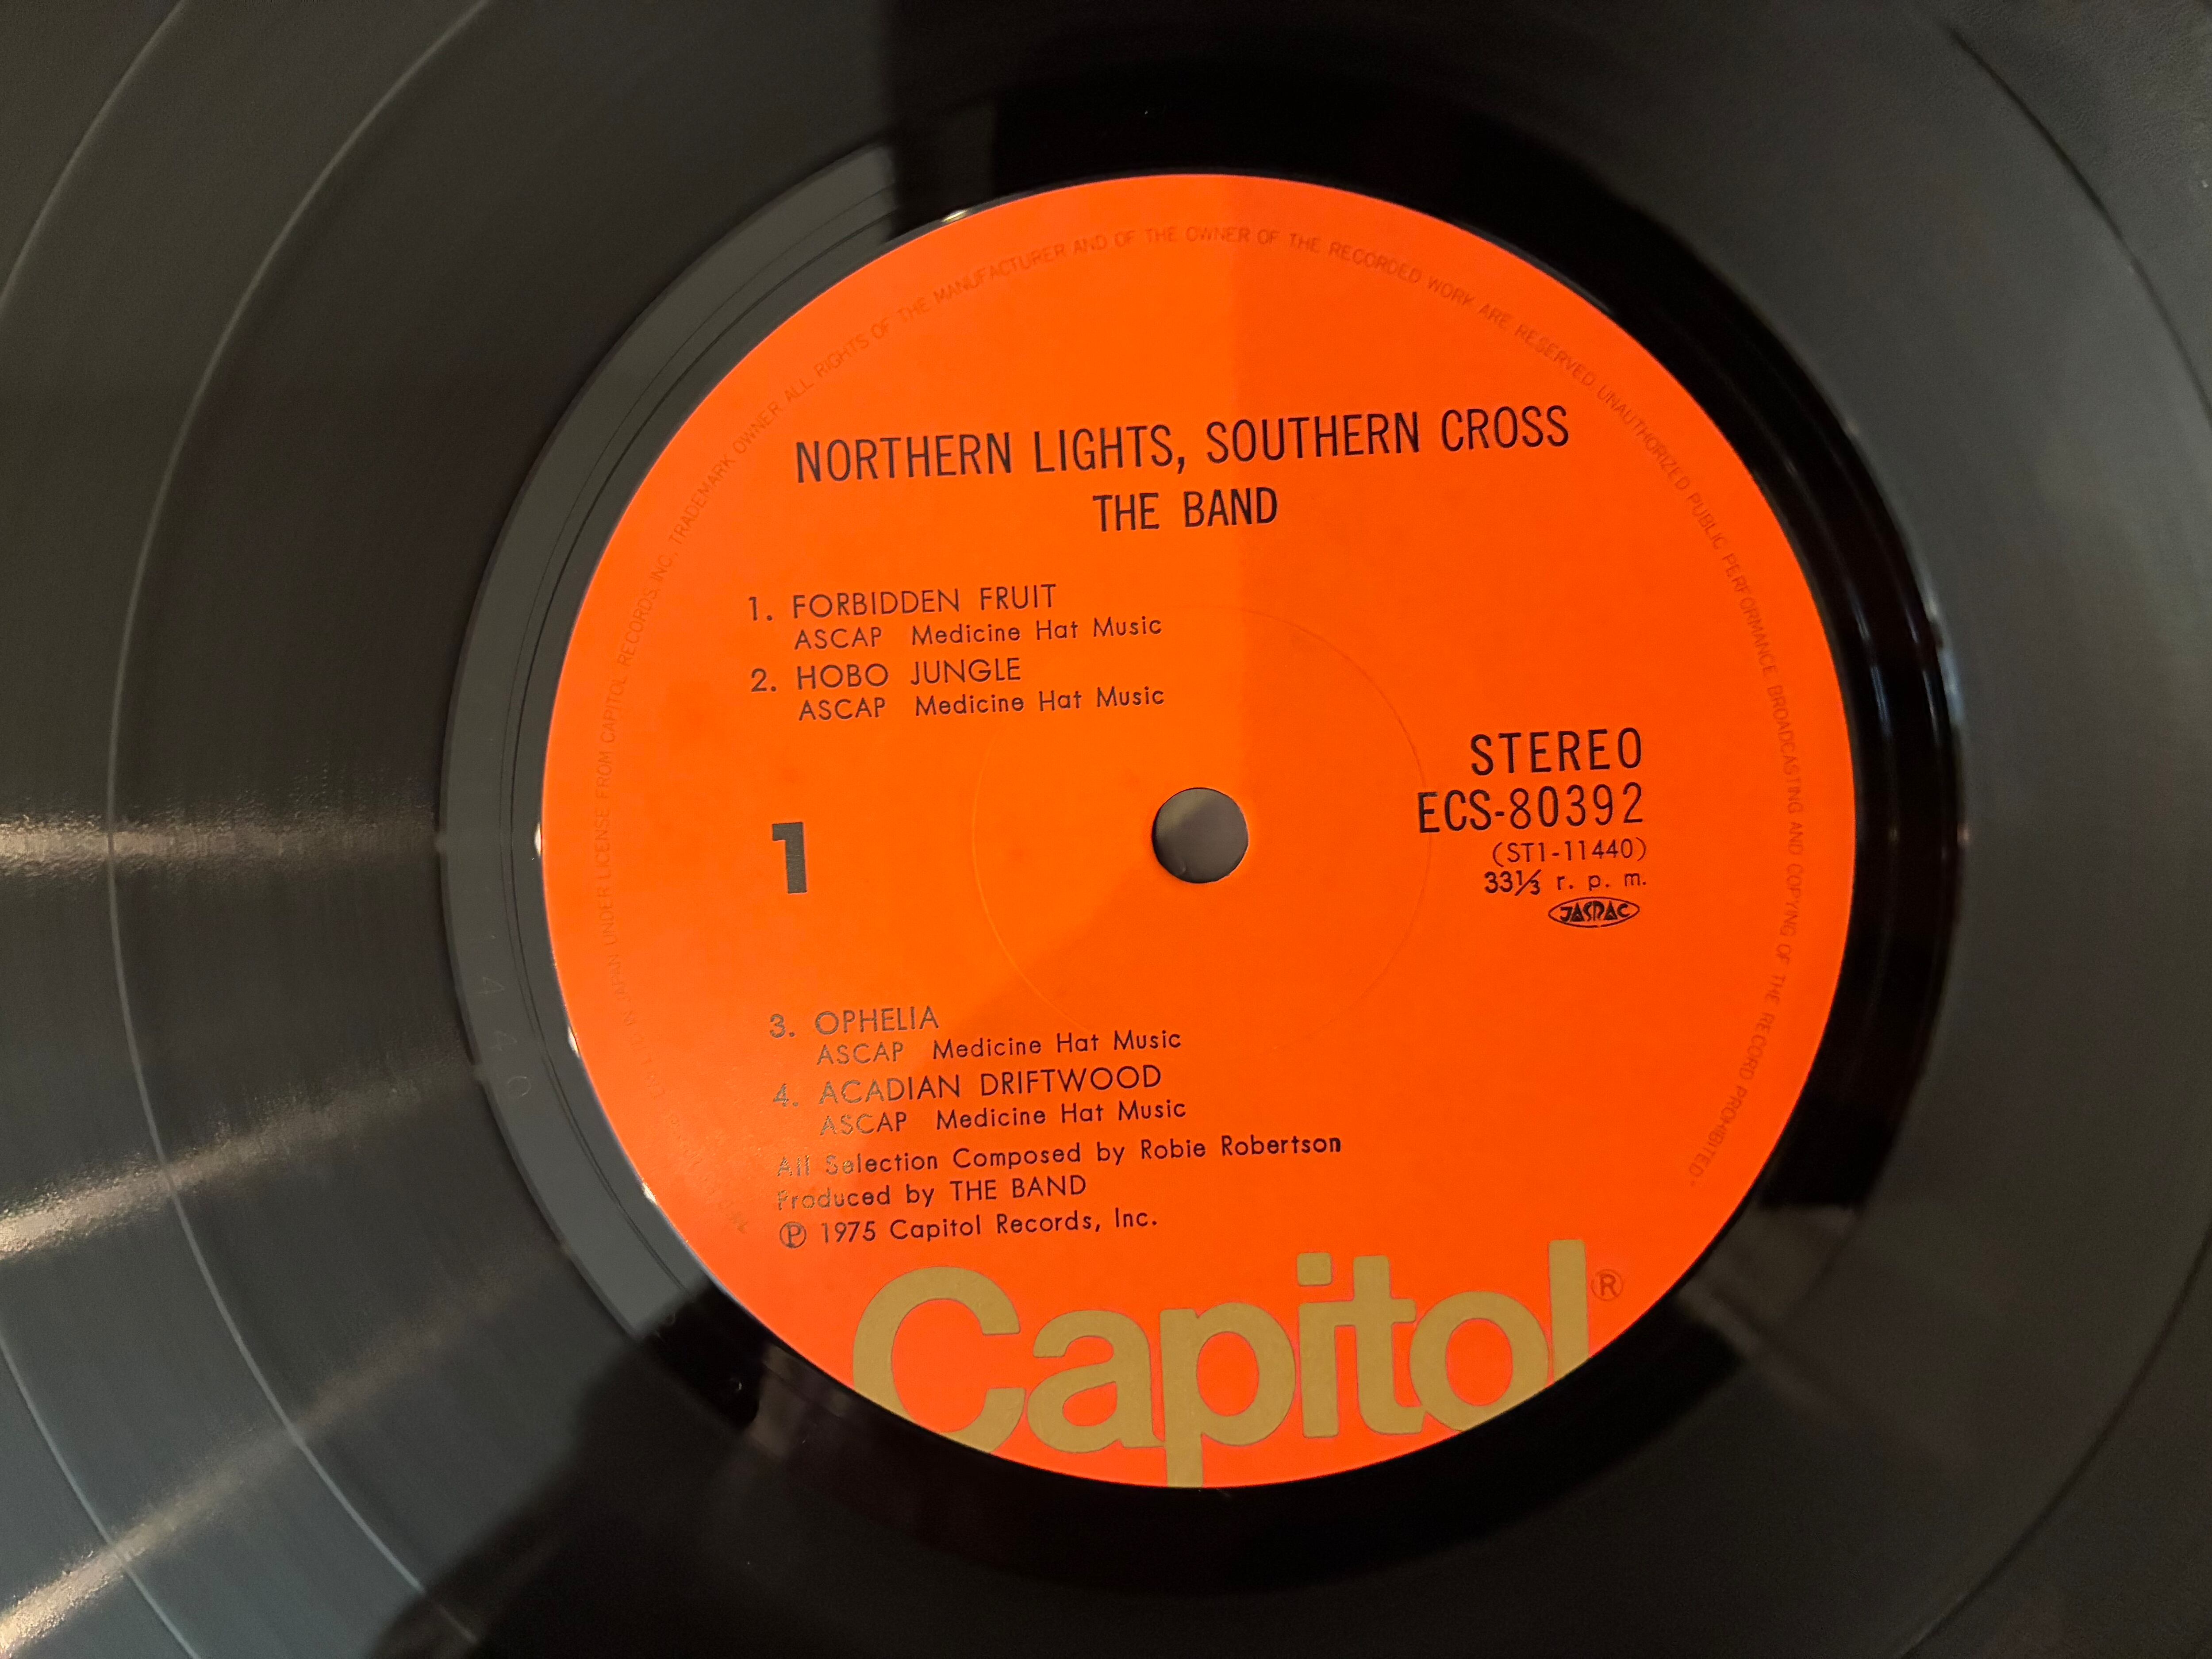 IN JAPAN UNDER LICENSE FROM CAPITOL RECORDS, INC., TRADEMARK OWNER. ALL RIGHTS OF THE MANUFACTURER AND OF THE OWNER OF THE RECORDED WORK ARE RESERVED. UNAUTHORIZED PUBLIC PERFORMANCE BROADCASTING AND COPYING OF THE RECORD PROHIBITED.
NORTHERN LIGHTS, SOUTHERN CROSS
THE BAND
1. FORBIDDEN FRUIT
ASCAP Medicine Hat Music
2. HOBO JUNGLE
ASCAP Medicine Hat Music
1
STEREO
ECS-80392
(ST1-11440)
33⅓ r. p. m.
JASRAC
3. OPHELIA
ASCAP Medicine Hat Music
4. ACADIAN DRIFTWOOD
ASCAP Medicine Hat Music
All Selection Composed by Robie Robertson
Produced by THE BAND
Ⓟ 1975 Capitol Records, Inc.
Capitol®